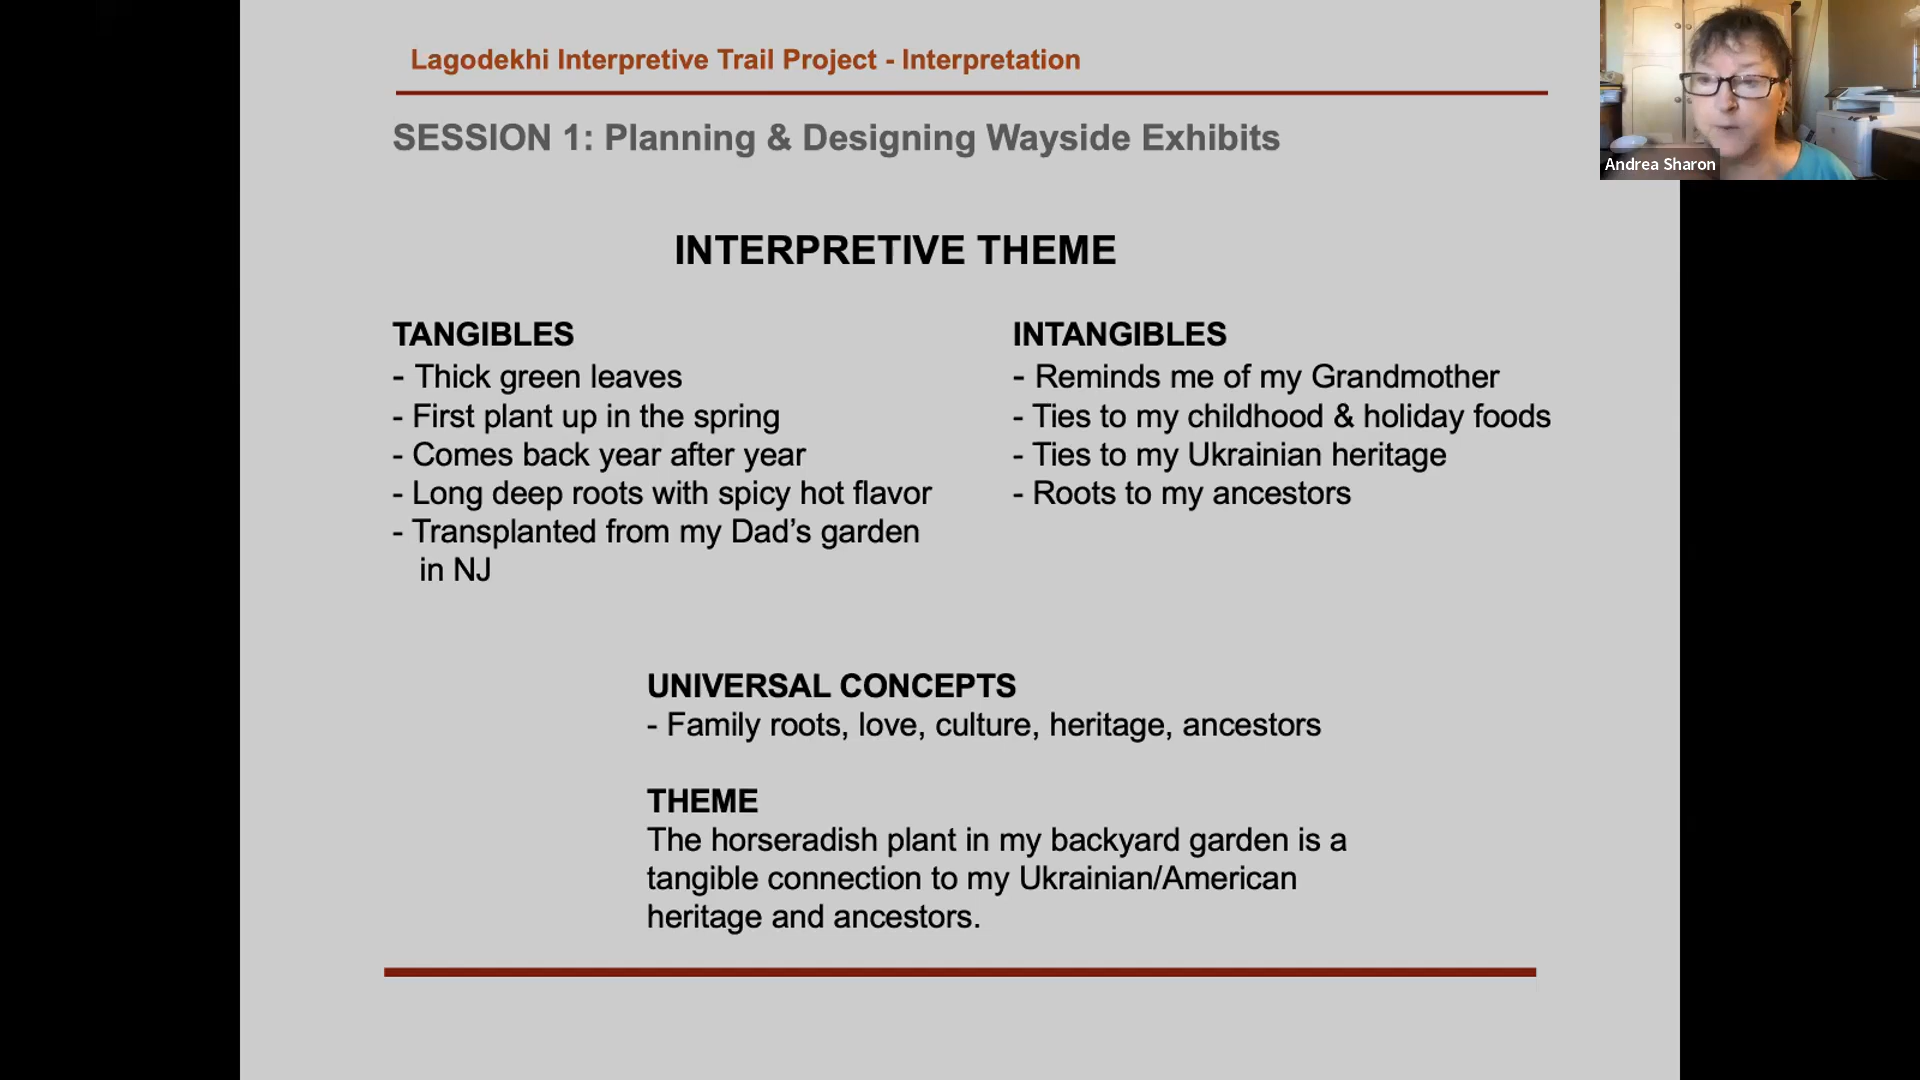 Lagodekhi Interpretive Trail Project - Interpretation
Andrea Sharon
SESSION 1: Planning & Designing Wayside Exhibits
INTERPRETIVE THEME
TANGIBLES
- Thick green leaves
- First plant up in the spring
- Comes back year after year
- Long deep roots with spicy hot flavor
- Transplanted from my Dad’s garden
in NJ
INTANGIBLES
- Reminds me of my Grandmother
- Ties to my childhood & holiday foods
- Ties to my Ukrainian heritage
- Roots to my ancestors
UNIVERSAL CONCEPTS
- Family roots, love, culture, heritage, ancestors
THEME
The horseradish plant in my backyard garden is a
tangible connection to my Ukrainian/American
heritage and ancestors.